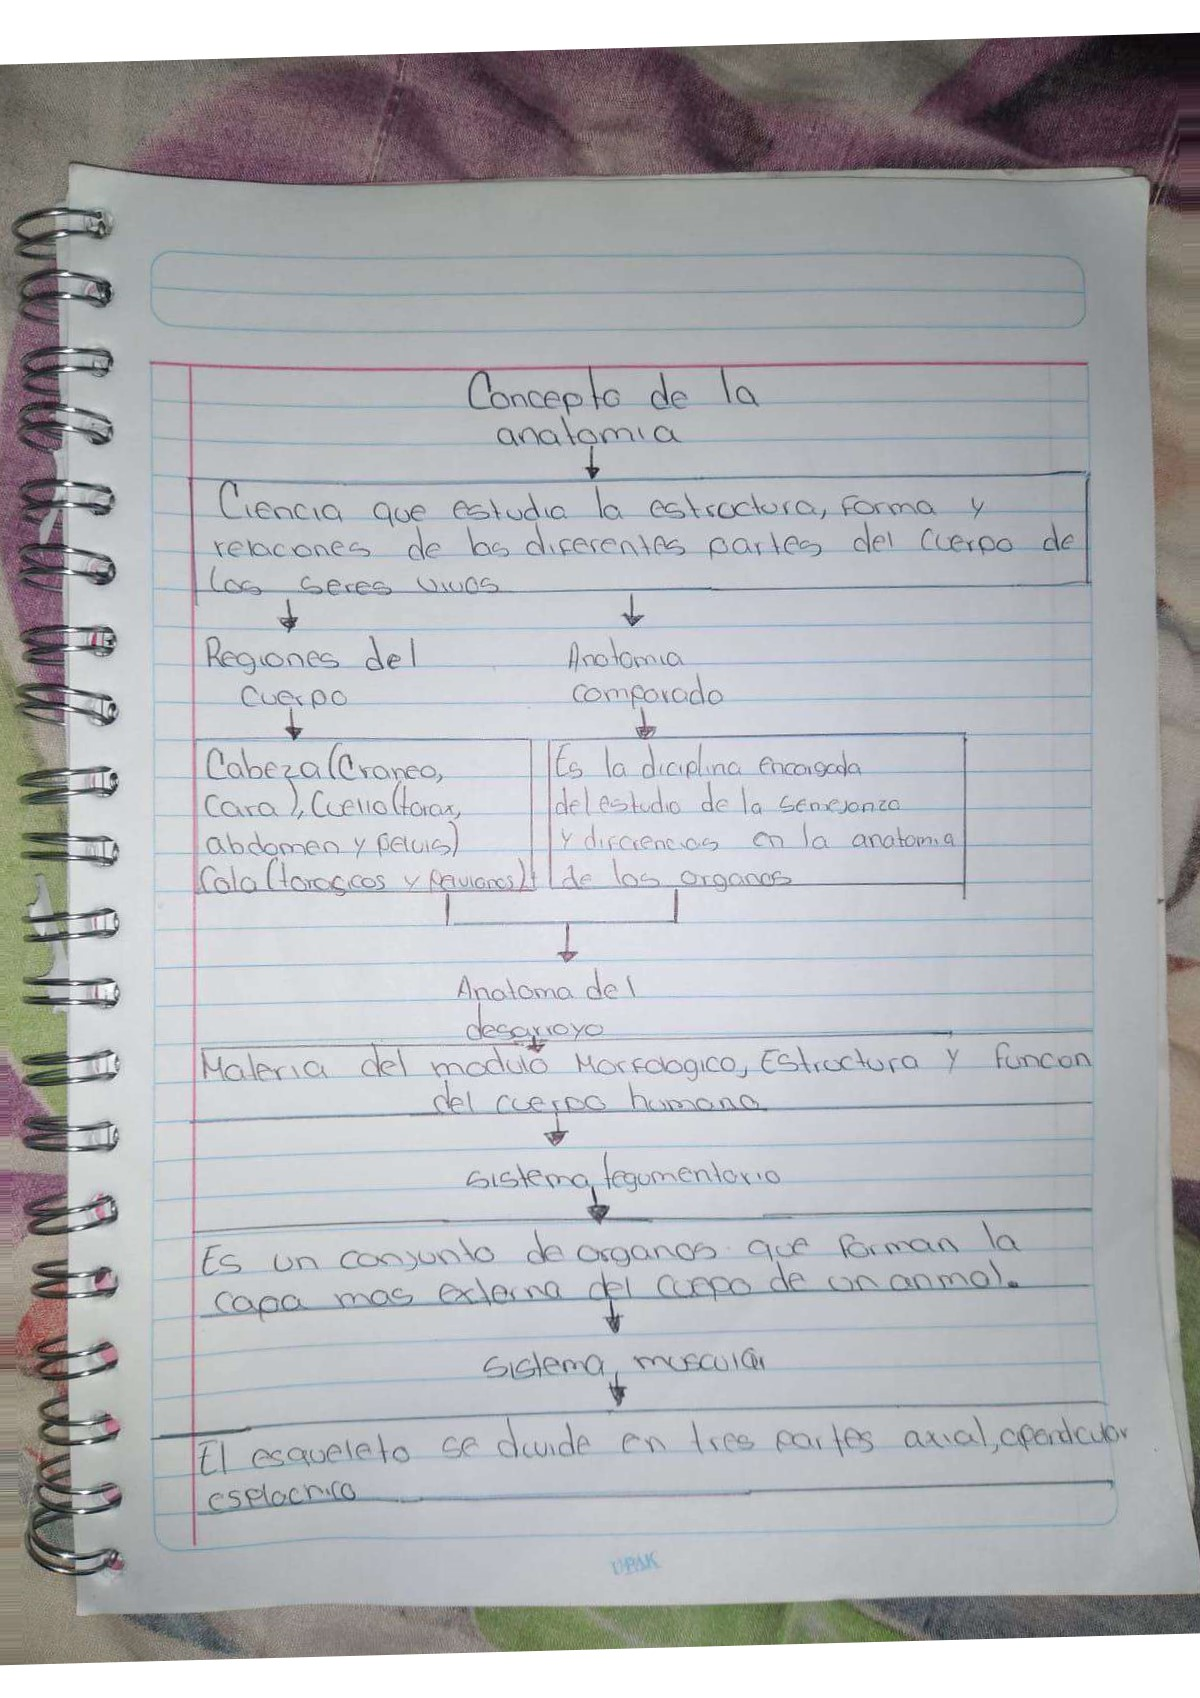 Concepto de la
anatomia
Ciencia que estudia la estructura, forma y
relaciones de las diferentes partes del cuerpo de
los seres vivos
Regiones del
cuerpo
Anatomia
comparado
Cabeza (Craneo,
cara), Cuello (torax,
abdomen y pelvis)
Cola (toracicos y pelvianos)
Es la diciplina encargada
del estudio de la semejanza
y diferencias en la anatomia
de los organos
Anatoma del
desarroyo
Materia del modulo Morfologico, Estructura y funcon
del cuerpo humano
sistema tegumentario
Es un conjunto de organos que forman la
capa mas externa del cuerpo de un anmal.
Sistema muscular
El esqueleto se divide en tres partes axial, apendicular
esplacnico
UPAK